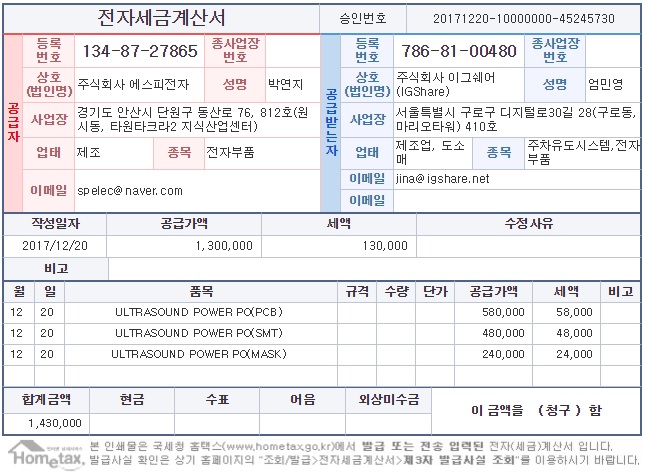 전자세금계산서 승인번호 20171220-10000000-45245730
공급자
등록번호 134-87-27865 종사업장번호
상호(법인명) 주식회사 에스피전자 성명 박연지
사업장 경기도 안산시 단원구 동산로 76, 812호(원
시동, 타원타크라2 지식산업센터)
업태 제조 종목 전자부품
이메일 spelec@naver.com
공급받는자
등록번호 786-81-00480 종사업장번호
상호(법인명) 주식회사 이그쉐어
(IGShare) 성명 엄민영
사업장 서울특별시 구로구 디지털로30길 28(구로동,
마리오타워) 410호
업태 제조업, 도소
매 종목 주차유도시스템,전자
부품
이메일 jina@igshare.net
이메일
작성일자 공급가액 세액 수정사유
2017/12/20 1,300,000 130,000
비고
월 일 품목 규격 수량 단가 공급가액 세액 비고
12 20 ULTRASOUND POWER PO(PCB) 580,000 58,000
12 20 ULTRASOUND POWER PO(SMT) 480,000 48,000
12 20 ULTRASOUND POWER PO(MASK) 240,000 24,000
합계금액 현금 수표 어음 외상미수금 이 금액을 (청구) 함
1,430,000
Hometax. 본 인쇄물은 국세청 홈택스(www.hometax.go.kr)에서 발급 또는 전송 입력된 전자(세금)계산서 입니다.
발급사실 확인은 상기 홈페이지의 "조회/발급>전자세금계산서>제3자 발급사실 조회"를 이용하시기 바랍니다.